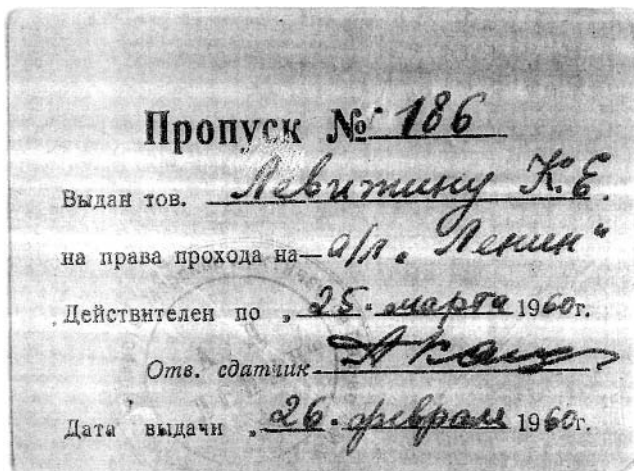 Пропуск № 186
Выдан тов. Левитину К.Е.
на права прохода на — а/л. „Ленин“
Действителен по „25“ марта 1960г.
Отв. сдатчик
Дата выдачи „26“ февраля 1960г.